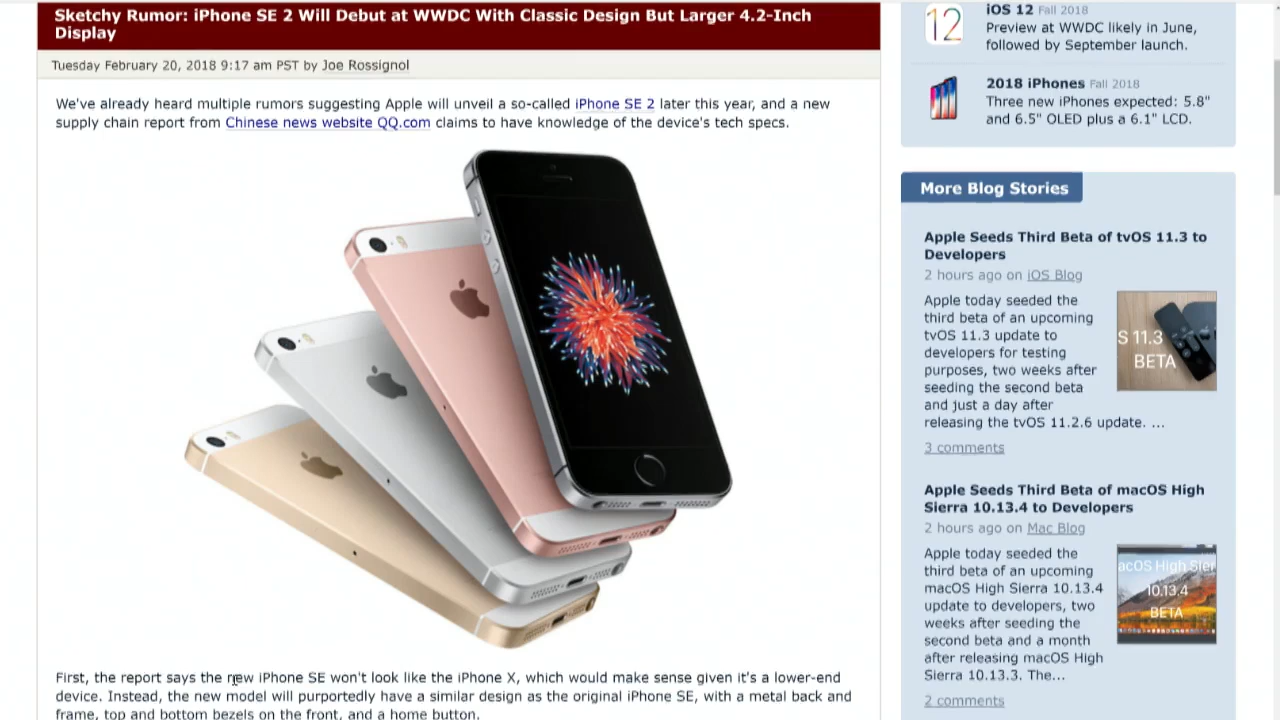 Sketchy Rumor: iPhone SE 2 Will Debut at WWDC With Classic Design But Larger 4.2-Inch
Display
Tuesday February 20, 2018 9:17 am PST by Joe Rossignol
We've already heard multiple rumors suggesting Apple will unveil a so-called iPhone SE 2 later this year, and a new
supply chain report from Chinese news website QQ.com claims to have knowledge of the device's tech specs.
First, the report says the new iPhone SE won't look like the iPhone X, which would make sense given it's a lower-end
device. Instead, the new model will purportedly have a similar design as the original iPhone SE, with a metal back and
frame, top and bottom bezels on the front, and a home button.
12
iOS 12 Fall 2018
Preview at WWDC likely in June,
followed by September launch.
2018 iPhones Fall 2018
Three new iPhones expected: 5.8"
and 6.5" OLED plus a 6.1" LCD.
More Blog Stories
Apple Seeds Third Beta of tvOS 11.3 to
Developers
2 hours ago on iOS Blog
Apple today seeded the
third beta of an upcoming
tvOS 11.3 update to
developers for testing
purposes, two weeks after
seeding the second beta
and just a day after
releasing the tvOS 11.2.6 update. ...
S 11.3
BETA
3 comments
Apple Seeds Third Beta of macOS High
Sierra 10.13.4 to Developers
2 hours ago on Mac Blog
Apple today seeded the
third beta of an upcoming
macOS High Sierra 10.13.4
update to developers, two
weeks after seeding the
second beta and a month
after releasing macOS High
Sierra 10.13.3. The...
acOS High Sier
10.13.4
BETA
2 comments